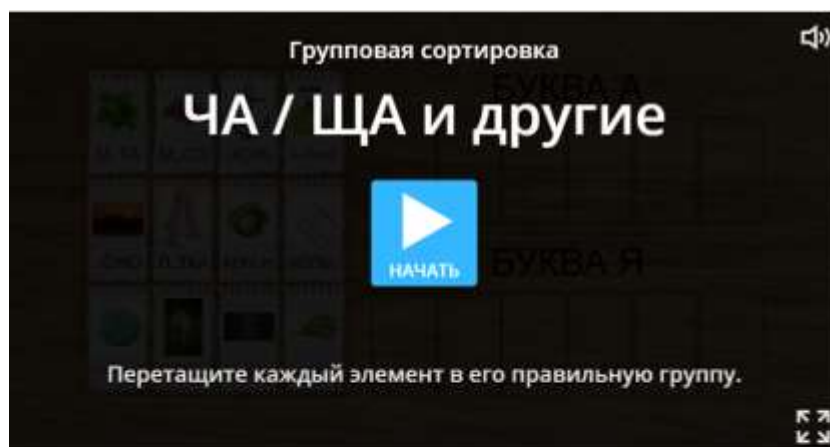 Групповая сортировка
ЧА / ЩА и другие
БУКВА А
НАЧАТЬ
БУКВА Я
Перетащите каждый элемент в его правильную группу.